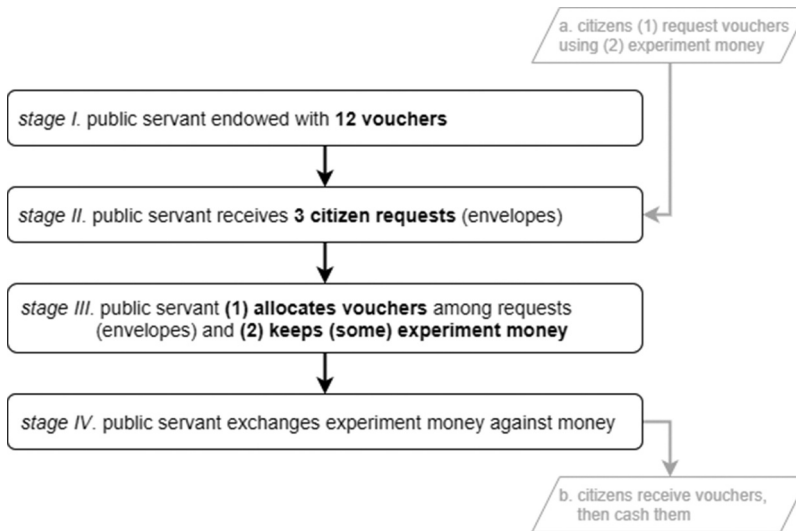 a. citizens (1) request vouchers
using (2) experiment money
stage I. public servant endowed with 12 vouchers
stage II. public servant receives 3 citizen requests (envelopes)
stage III. public servant (1) allocates vouchers among requests
(envelopes) and (2) keeps (some) experiment money
stage IV. public servant exchanges experiment money against money
b. citizens receive vouchers,
then cash them